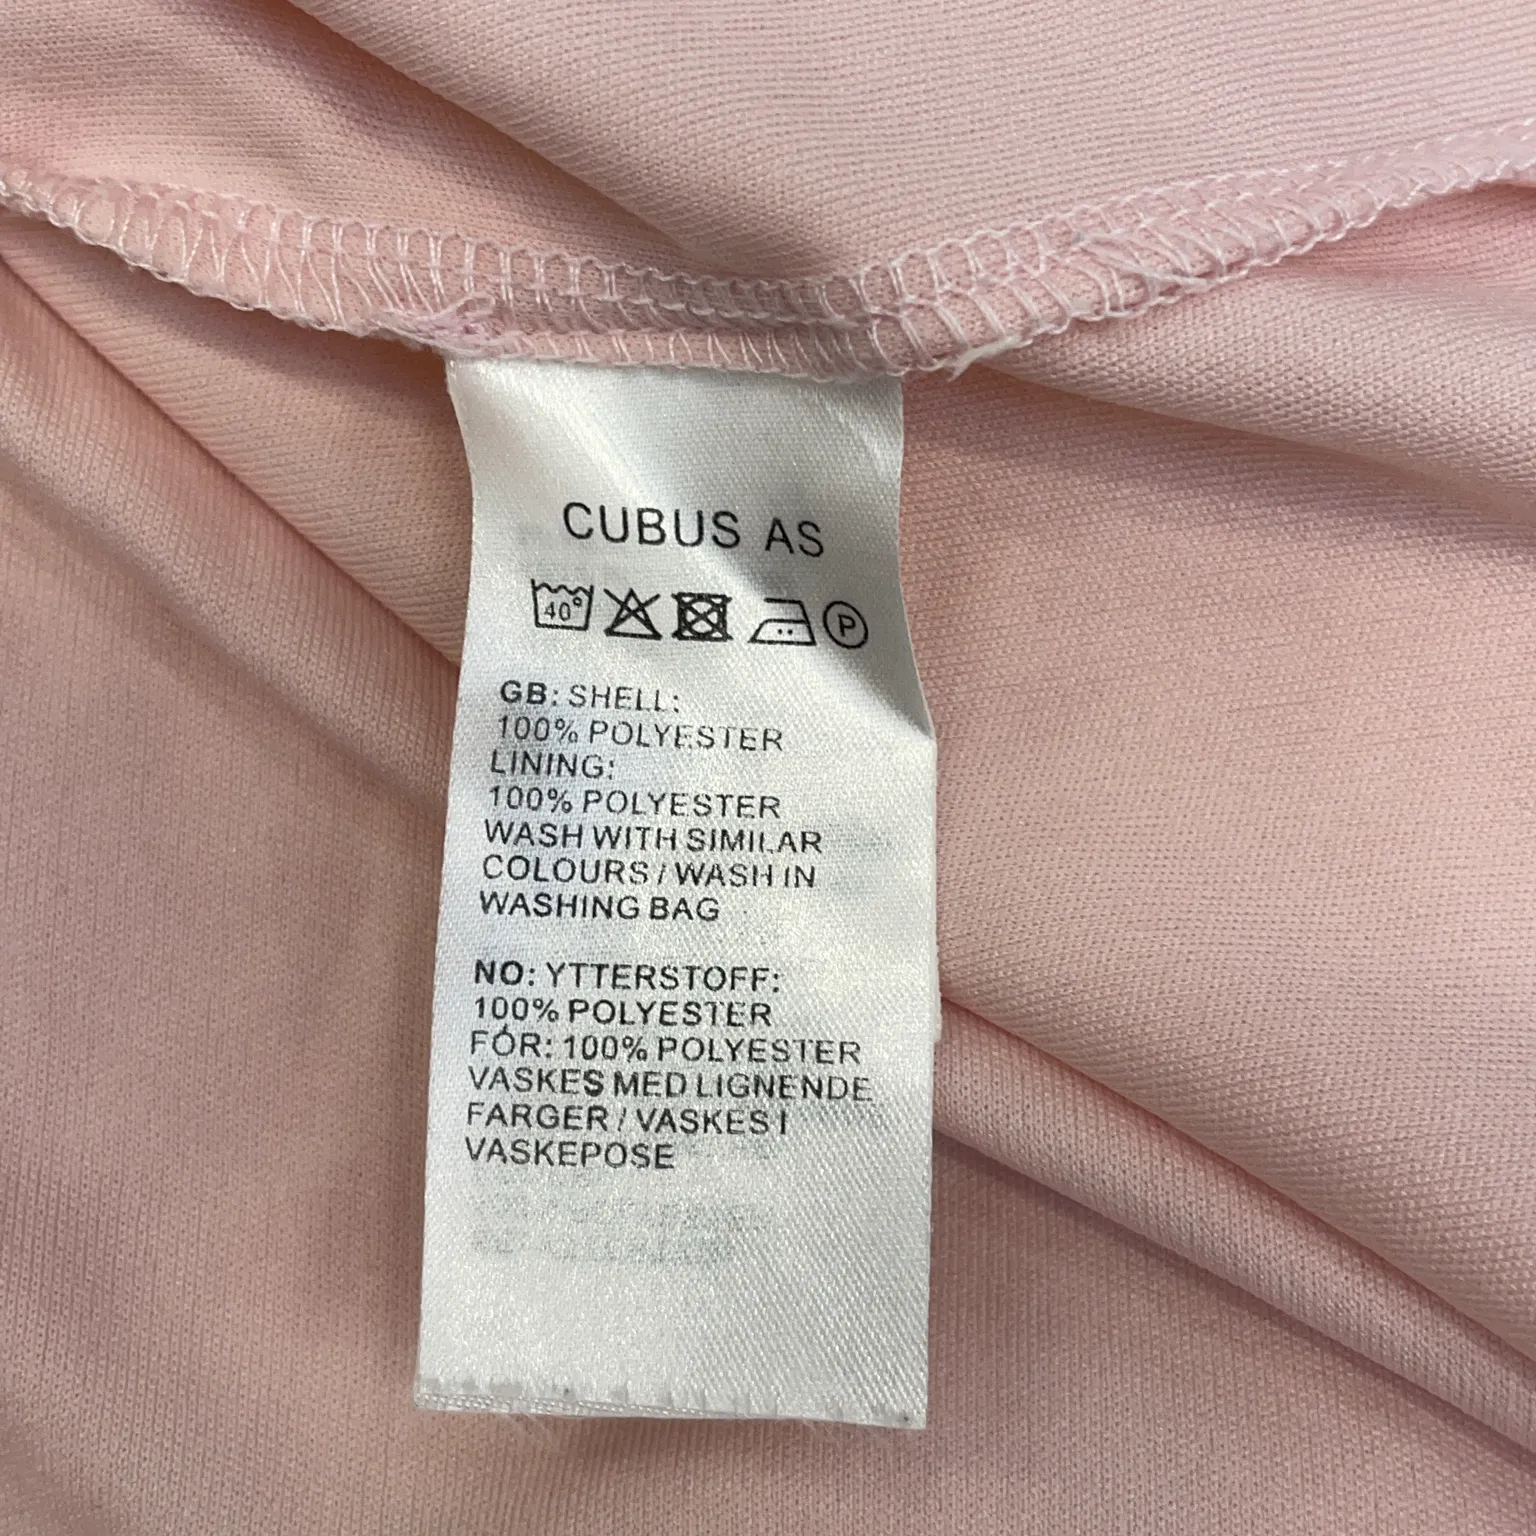 CUBUS AS
40° P
GB: SHELL:
100% POLYESTER
LINING:
100% POLYESTER
WASH WITH SIMILAR
COLOURS / WASH IN
WASHING BAG
NO: YTTERSTOFF:
100% POLYESTER
FÓR: 100% POLYESTER
VASKES MED LIGNENDE
FARGER / VASKES I
VASKEPOSE